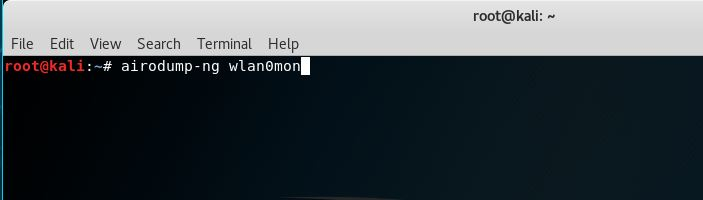 root@kali: ~
File Edit View Search Terminal Help
root@kali:~# airodump-ng wlan0mon